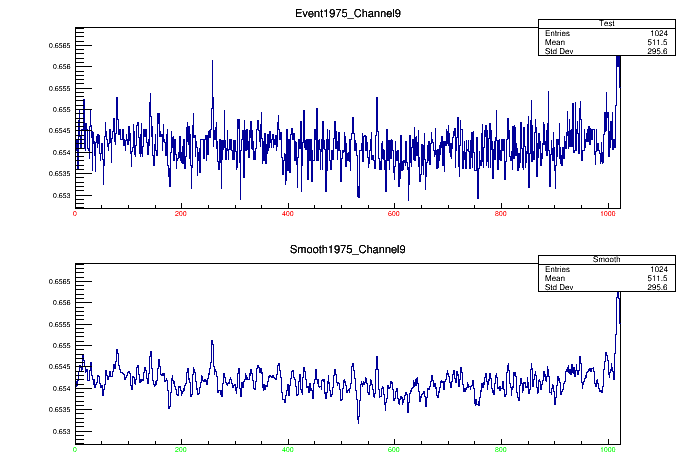 Event1975_Channel9
Test
Entries 1024
Mean 511.5
Std Dev 295.6
0.6565
0.656
0.6555
0.655
0.6545
0.654
0.6535
0.653
0 200 400 600 800 1000
Smooth1975_Channel9
Smooth
Entries 1024
Mean 511.5
Std Dev 295.6
0.6565
0.656
0.6555
0.655
0.6545
0.654
0.6535
0.653
0 200 400 600 800 1000